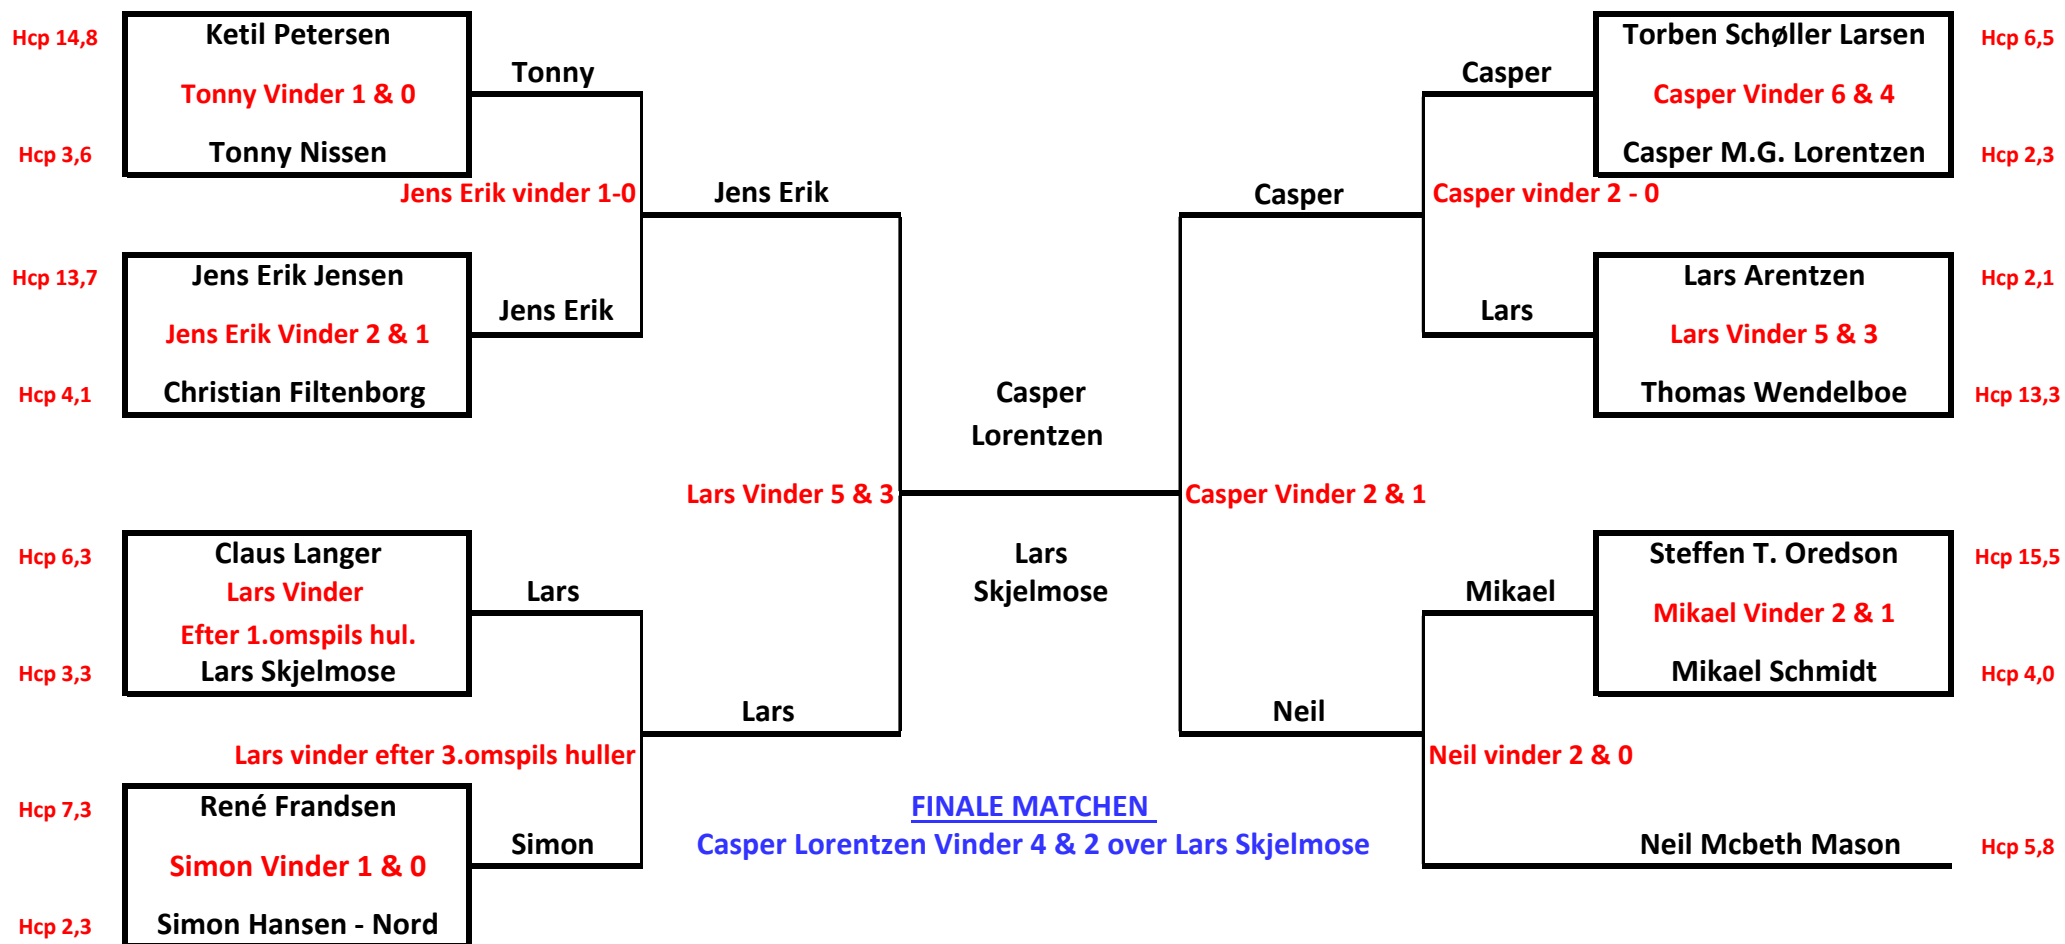 Hcp 14,8
Ketil Petersen
Tonny Vinder 1 & 0
Hcp 3,6
Tonny Nissen
Tonny
Jens Erik vinder 1-0
Jens Erik
Hcp 13,7
Jens Erik Jensen
Jens Erik Vinder 2 & 1
Hcp 4,1
Christian Filtenborg
Jens Erik
Lars Vinder 5 & 3
Hcp 6,3
Claus Langer
Lars Vinder
Efter 1.omspils hul.
Hcp 3,3
Lars Skjelmose
Lars
Lars
Lars vinder efter 3.omspils huller
Hcp 7,3
René Frandsen
Simon Vinder 1 & 0
Hcp 2,3
Simon Hansen - Nord
Simon
Casper
Lorentzen
Lars
Skjelmose
FINALE MATCHEN
Casper Lorentzen Vinder 4 & 2 over Lars Skjelmose
Torben Schøller Larsen
Hcp 6,5
Casper
Casper Vinder 6 & 4
Casper M.G. Lorentzen
Hcp 2,3
Casper
Casper vinder 2 - 0
Lars Arentzen
Hcp 2,1
Lars
Lars Vinder 5 & 3
Thomas Wendelboe
Hcp 13,3
Casper Vinder 2 & 1
Steffen T. Oredson
Hcp 15,5
Mikael
Mikael Vinder 2 & 1
Mikael Schmidt
Hcp 4,0
Neil
Neil vinder 2 & 0
Neil Mcbeth Mason
Hcp 5,8